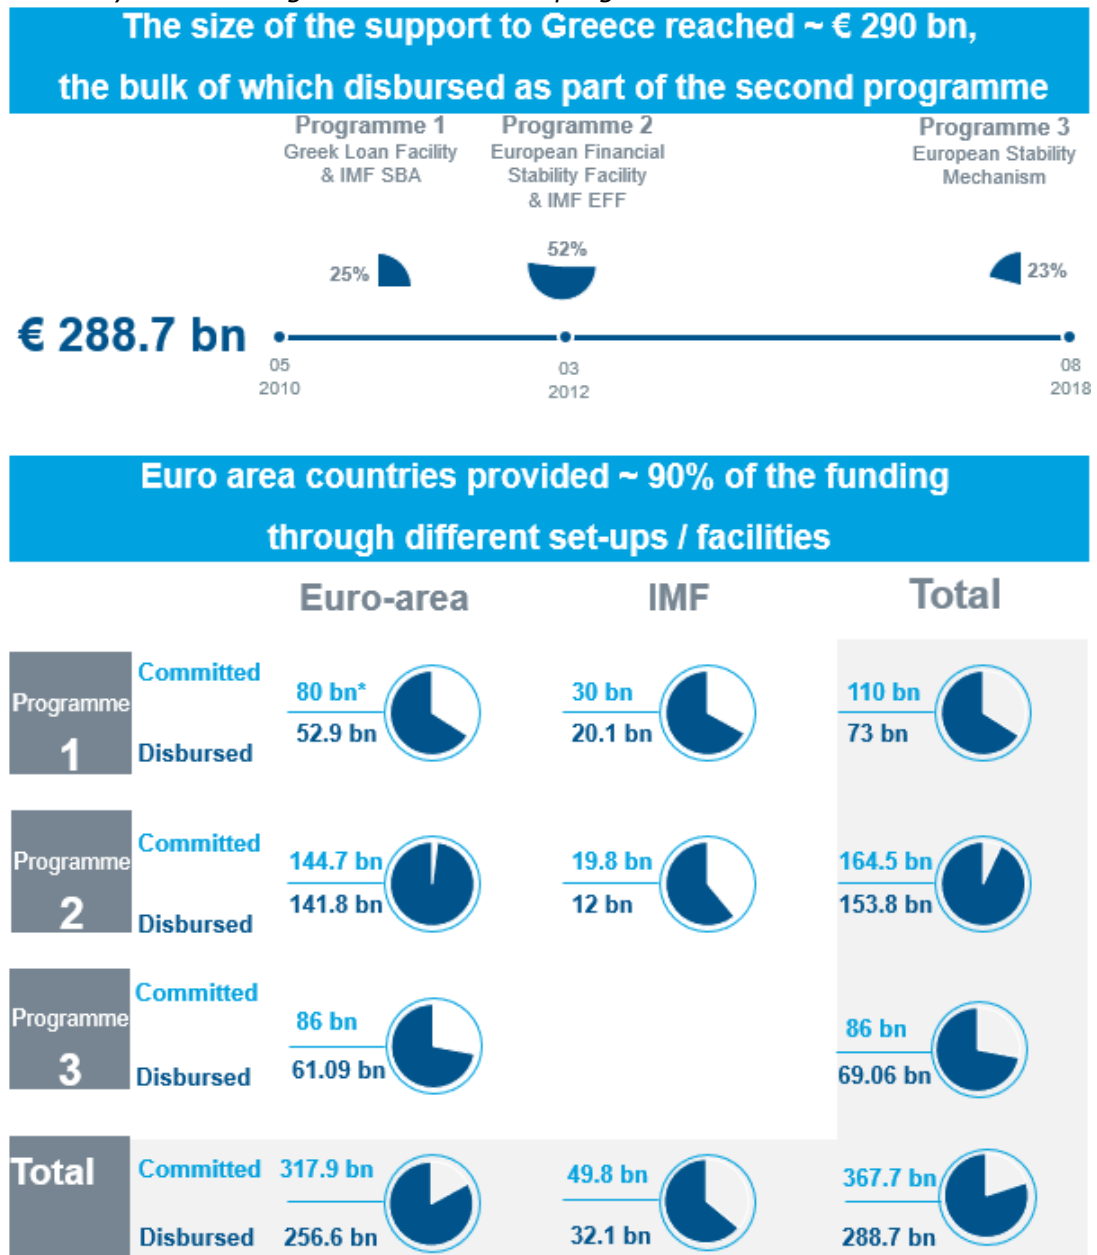 The size of the support to Greece reached ~ € 290 bn,
the bulk of which disbursed as part of the second programme
Programme 1
Greek Loan Facility
& IMF SBA
Programme 2
European Financial
Stability Facility
& IMF EFF
Programme 3
European Stability
Mechanism
25%
52%
23%
€ 288.7 bn
05
2010
03
2012
08
2018
Euro area countries provided ~ 90% of the funding
through different set-ups / facilities
Euro-area IMF Total
Programme
1
Committed 80 bn* 30 bn 110 bn
Disbursed 52.9 bn 20.1 bn 73 bn
Programme
2
Committed 144.7 bn 19.8 bn 164.5 bn
Disbursed 141.8 bn 12 bn 153.8 bn
Programme
3
Committed 86 bn 86 bn
Disbursed 61.09 bn 69.06 bn
Total
Committed 317.9 bn 49.8 bn 367.7 bn
Disbursed 256.6 bn 32.1 bn 288.7 bn